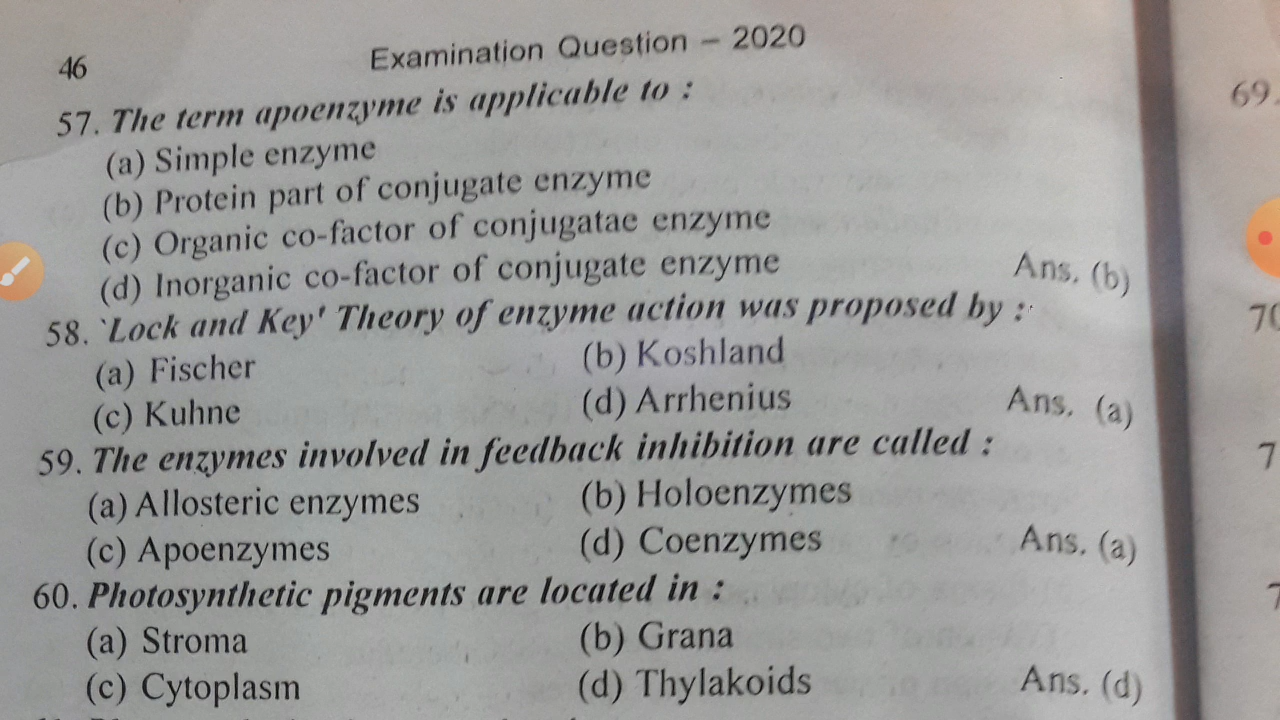 46
Examination Question – 2020
57. The term apoenzyme is applicable to :
(a) Simple enzyme
(b) Protein part of conjugate enzyme
(c) Organic co-factor of conjugatae enzyme
(d) Inorganic co-factor of conjugate enzyme Ans. (b)
58. `Lock and Key' Theory of enzyme action was proposed by :
(a) Fischer (b) Koshland
(c) Kuhne (d) Arrhenius Ans. (a)
59. The enzymes involved in feedback inhibition are called :
(a) Allosteric enzymes (b) Holoenzymes
(c) Apoenzymes (d) Coenzymes Ans. (a)
60. Photosynthetic pigments are located in :
(a) Stroma (b) Grana
(c) Cytoplasm (d) Thylakoids Ans. (d)
69.